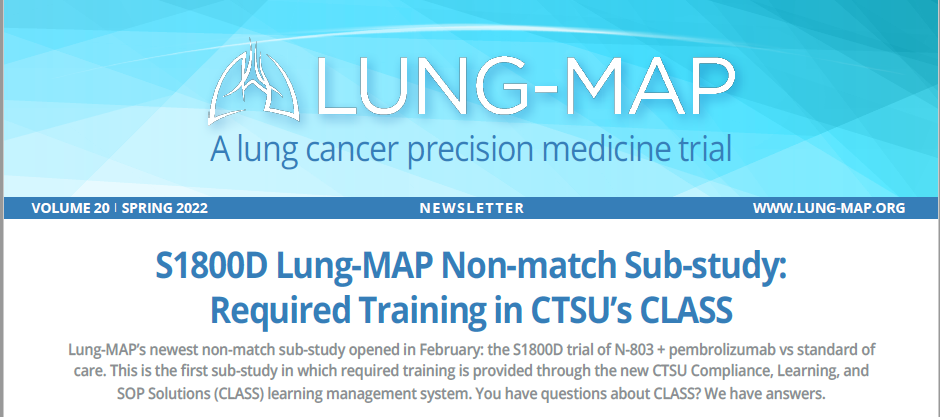 LUNG-MAP
A lung cancer precision medicine trial
VOLUME 20 | SPRING 2022 NEWSLETTER WWW.LUNG-MAP.ORG
S1800D Lung-MAP Non-match Sub-study:
Required Training in CTSU's CLASS
Lung-MAP's newest non-match sub-study opened in February: the S1800D trial of N-803 + pembrolizumab vs standard of
care. This is the first sub-study in which required training is provided through the new CTSU Compliance, Learning, and
SOP Solutions (CLASS) learning management system. You have questions about CLASS? We have answers.